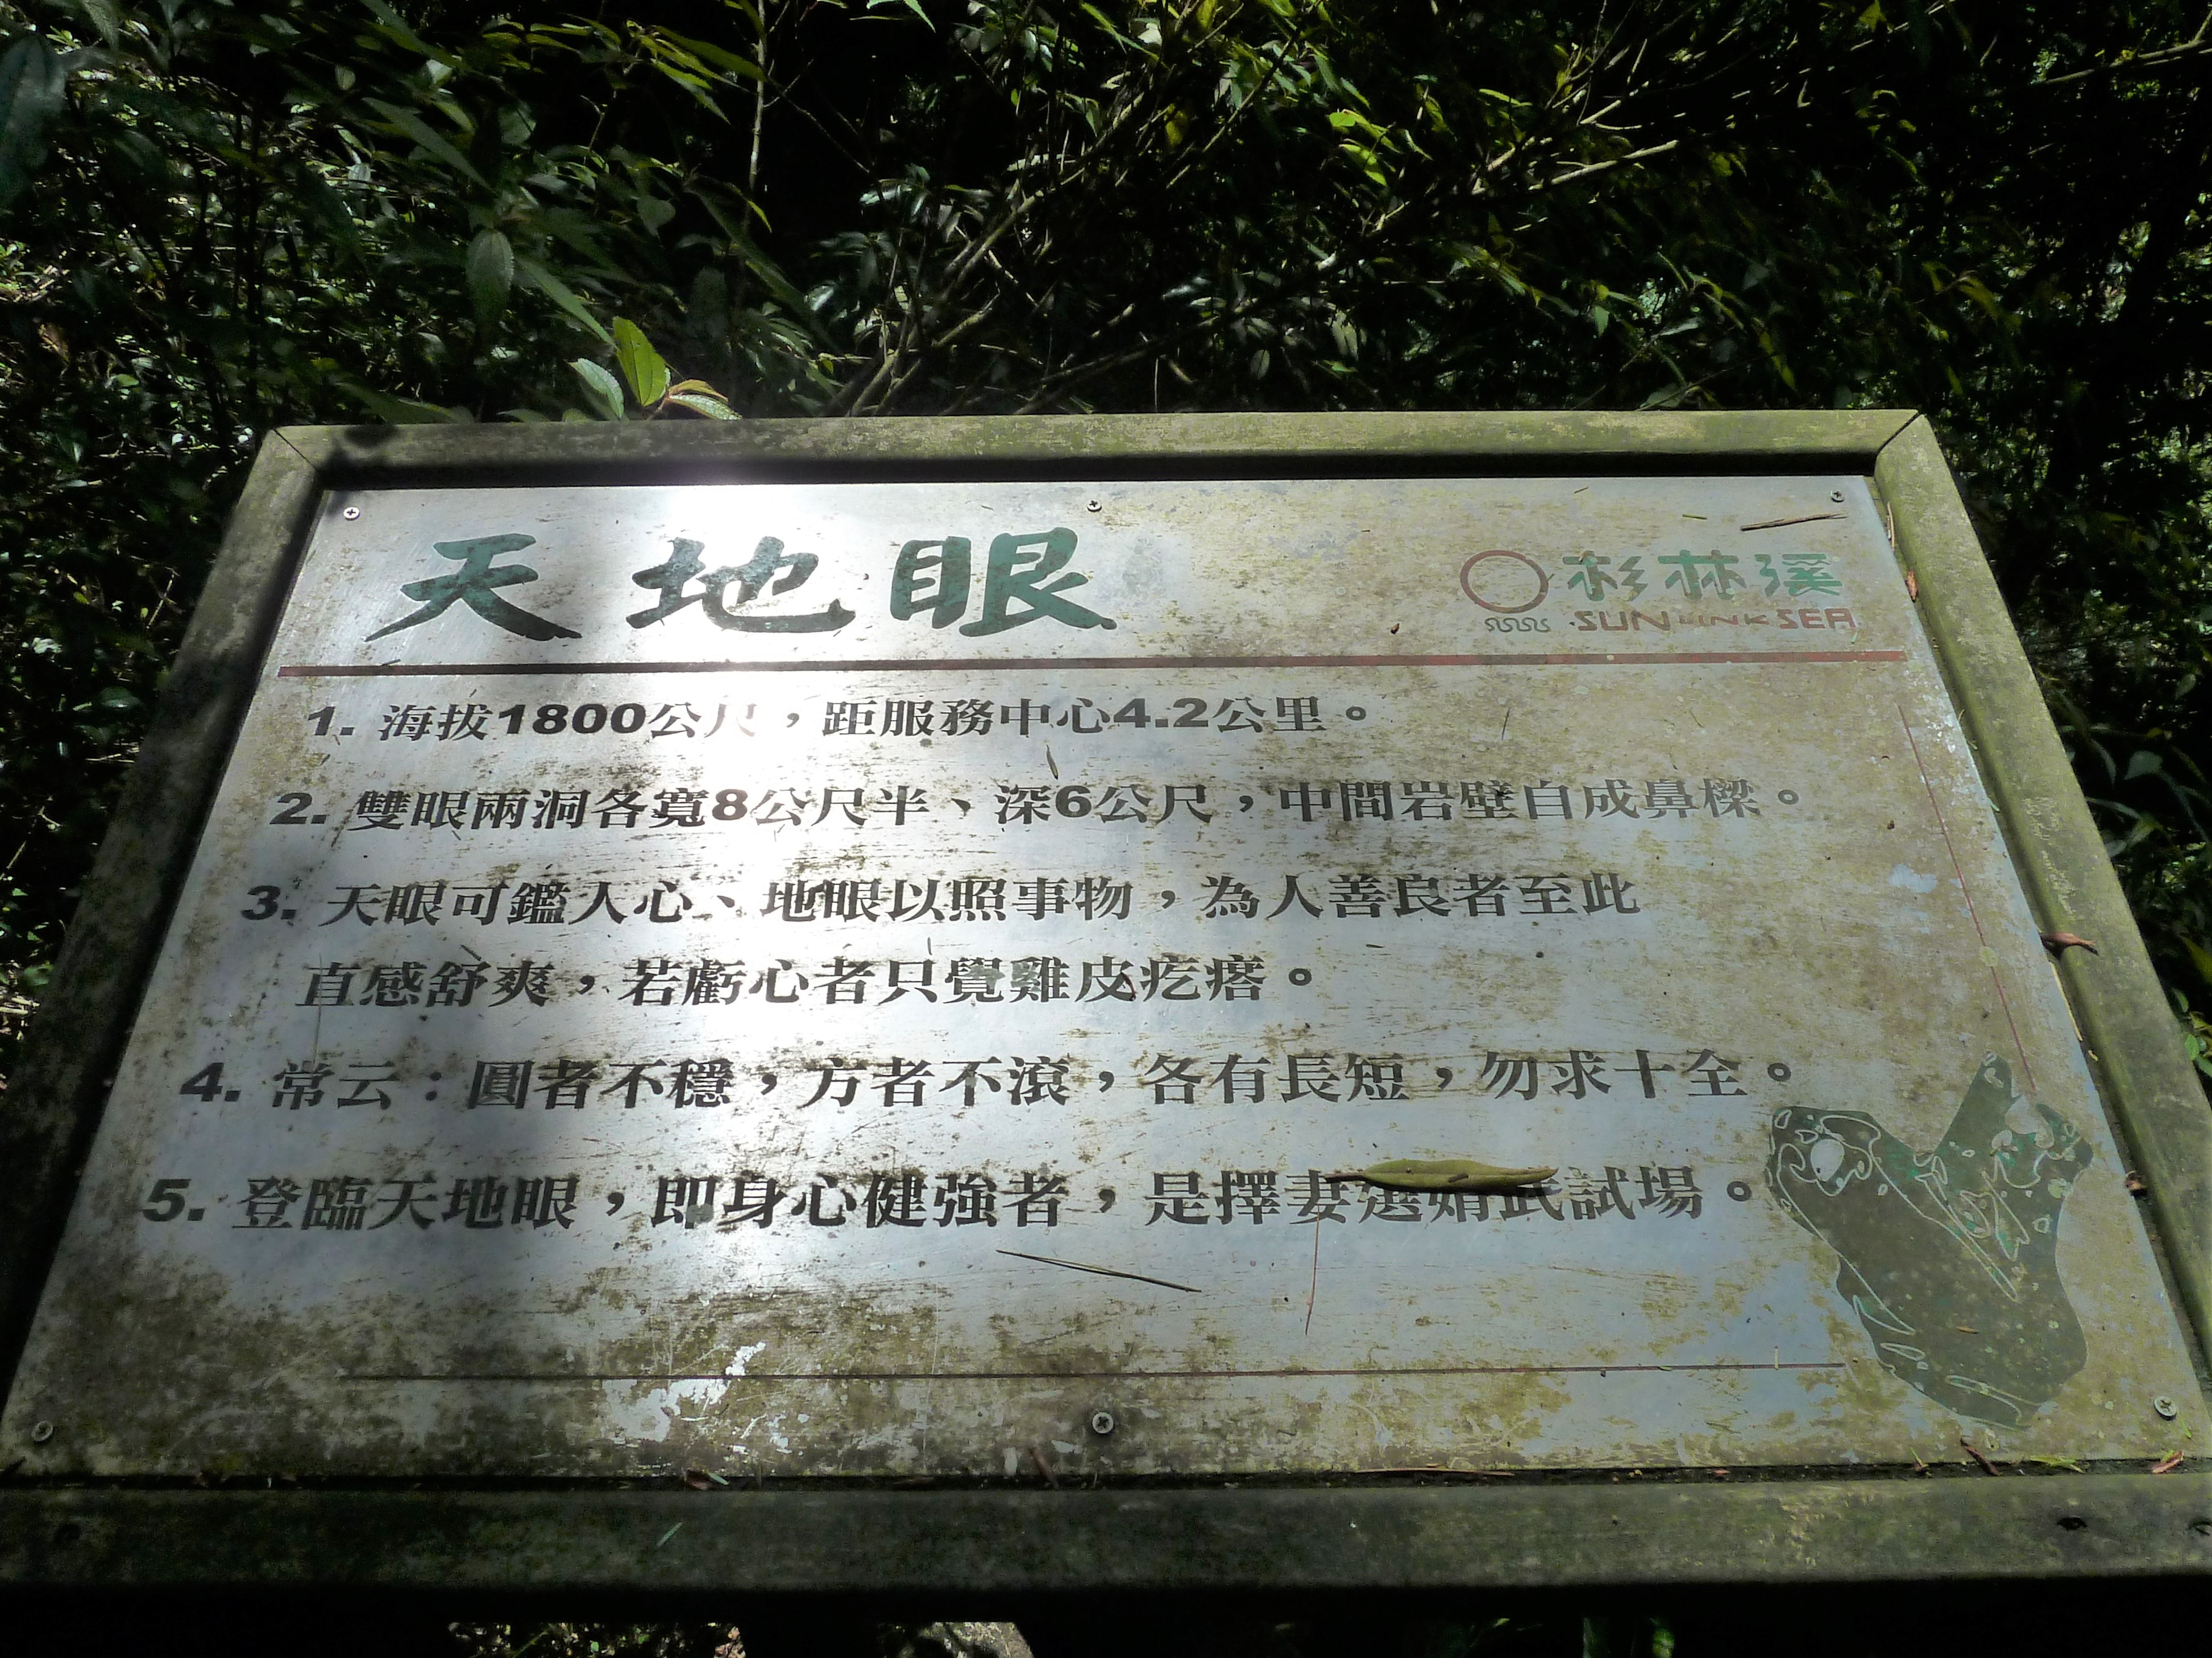 天地眼
杉林溪
SUN LINK SEA
1. 海拔1800公尺，距服務中心4.2公里。
2. 雙眼兩洞各寬8公尺半、深6公尺，中間岩壁自成鼻樑。
3. 天眼可鑑人心、地眼以照事物，為人善良者至此
直感舒爽，若虧心者只覺雞皮疙瘩。
4. 常云：圓者不穩，方者不滾，各有長短，勿求十全。
5. 登臨天地眼，即身心健強者，是擇妻選婿武試場。